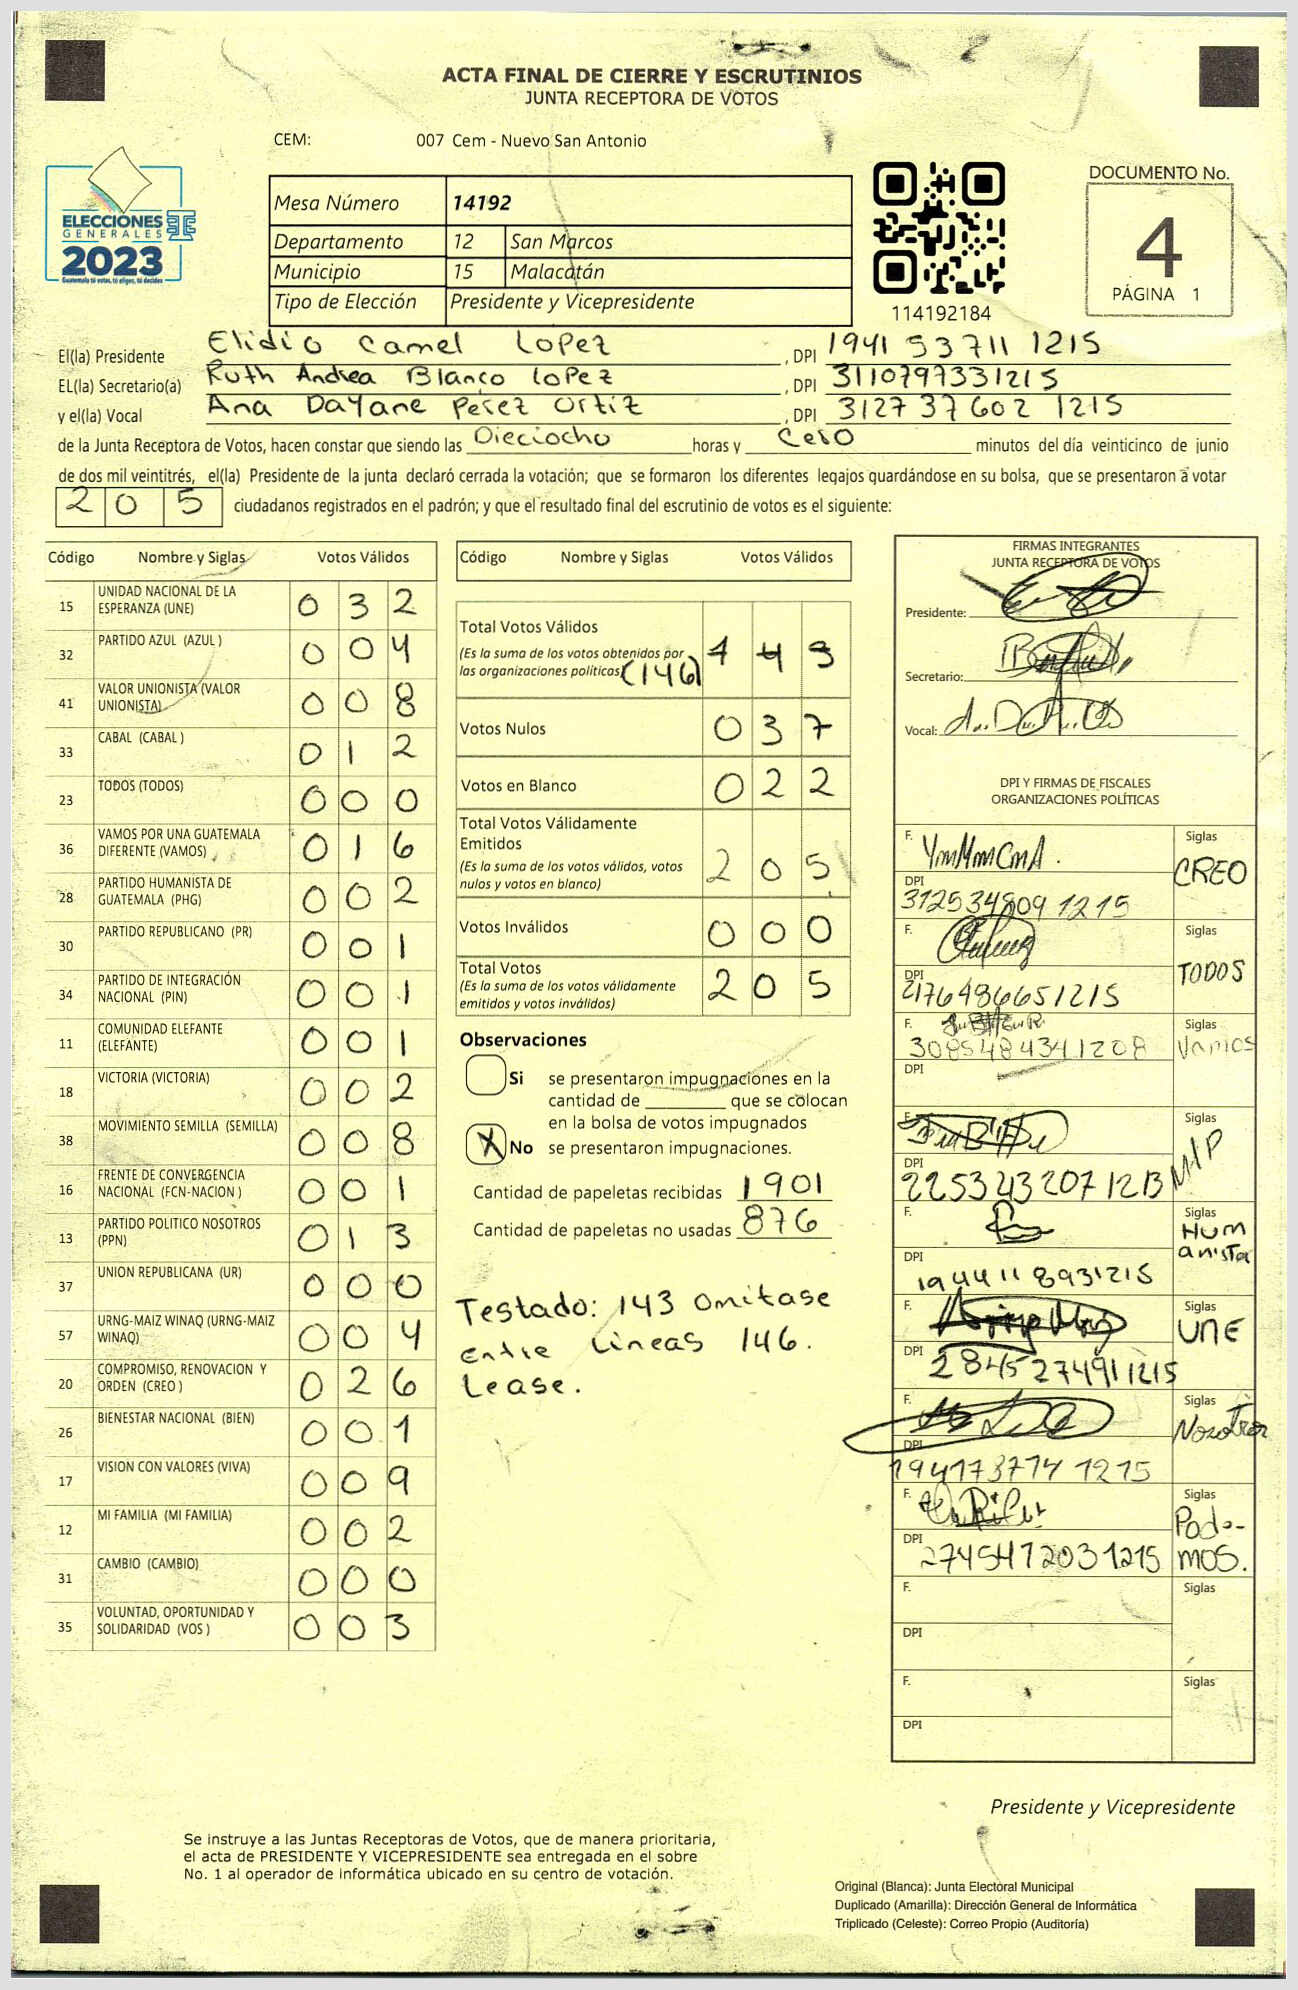 ACTA FINAL DE CIERRE Y ESCRUTINIOS
JUNTA RECEPTORA DE VOTOS
CEM: 007 Cem - Nuevo San Antonio
ELECCIONES
GENERALES
2023
Guatemala tú votas, tú eliges, tú decides
Mesa Número 14192
Departamento 12 San Marcos
Municipio 15 Malacatán
Tipo de Elección Presidente y Vicepresidente
114192184
DOCUMENTO No.
4
PÁGINA 1
El(la) Presidente Elidio Camel Lopez, DPI 1941 53711 1215
EL(la) Secretario(a) Ruth Andrea Blanco Lopez, DPI 3110797331215
y el(la) Vocal Ana Dayane Perez Ortiz, DPI 3127 37602 1215
de la Junta Receptora de Votos, hacen constar que siendo las Dieciocho horas y Cero minutos del día veinticinco de junio
de dos mil veintitrés, el(la) Presidente de la junta declaró cerrada la votación; que se formaron los diferentes legajos guardándose en su bolsa, que se presentaron a votar
205 ciudadanos registrados en el padrón; y que el resultado final del escrutinio de votos es el siguiente:
Código Nombre y Siglas Votos Válidos
15 UNIDAD NACIONAL DE LA ESPERANZA (UNE) 0 3 2
32 PARTIDO AZUL (AZUL ) 0 0 4
41 VALOR UNIONISTA (VALOR UNIONISTA) 0 0 8
33 CABAL (CABAL ) 0 1 2
23 TODOS (TODOS) 0 0 0
36 VAMOS POR UNA GUATEMALA DIFERENTE (VAMOS) 0 1 6
28 PARTIDO HUMANISTA DE GUATEMALA (PHG) 0 0 2
30 PARTIDO REPUBLICANO (PR) 0 0 1
34 PARTIDO DE INTEGRACIÓN NACIONAL (PIN) 0 0 1
11 COMUNIDAD ELEFANTE (ELEFANTE) 0 0 1
18 VICTORIA (VICTORIA) 0 0 2
38 MOVIMIENTO SEMILLA (SEMILLA) 0 0 8
16 FRENTE DE CONVERGENCIA NACIONAL (FCN-NACION ) 0 0 1
13 PARTIDO POLITICO NOSOTROS (PPN) 0 1 3
37 UNION REPUBLICANA (UR) 0 0 0
57 URNG-MAIZ WINAQ (URNG-MAIZ WINAQ) 0 0 4
20 COMPROMISO, RENOVACION Y ORDEN (CREO ) 0 2 6
26 BIENESTAR NACIONAL (BIEN) 0 0 1
17 VISION CON VALORES (VIVA) 0 0 9
12 MI FAMILIA (MI FAMILIA) 0 0 2
31 CAMBIO (CAMBIO) 0 0 0
35 VOLUNTAD, OPORTUNIDAD Y SOLIDARIDAD (VOS ) 0 0 3
Código Nombre y Siglas Votos Válidos
Total Votos Válidos
(Es la suma de los votos obtenidos por
las organizaciones políticas) (146) 1 4 3
Votos Nulos 0 3 7
Votos en Blanco 0 2 2
Total Votos Válidamente
Emitidos
(Es la suma de los votos válidos, votos
nulos y votos en blanco) 2 0 5
Votos Inválidos 0 0 0
Total Votos
(Es la suma de los votos válidamente
emitidos y votos inválidos) 2 0 5
Observaciones
Si se presentaron impugnaciones en la
cantidad de ________ que se colocan
en la bolsa de votos impugnados
X No se presentaron impugnaciones.
Cantidad de papeletas recibidas 1901
Cantidad de papeletas no usadas 876
Testado: 143 Omitase
Entre Lineas 146.
Lease.
FIRMAS INTEGRANTES
JUNTA RECEPTORA DE VOTOS
Presidente:
Secretario:
Vocal:
DPI Y FIRMAS DE FISCALES
ORGANIZACIONES POLÍTICAS
F. Siglas CREO
DPI 312534809 1215
F. Siglas TODOS
DPI 2176486651215
F. Siglas Vamos
3085484341208
DPI
F. Siglas MLP
DPI
F. Siglas Humanista
DPI 1944118931215
F. Siglas UNE
DPI 2845274911215
F. Siglas Nosotros
DPI 194173774 1215
F. Siglas Podemos.
DPI 2745472031215
F. Siglas
DPI
F. Siglas
DPI
Presidente y Vicepresidente
Se instruye a las Juntas Receptoras de Votos, que de manera prioritaria,
el acta de PRESIDENTE Y VICEPRESIDENTE sea entregada en el sobre
No. 1 al operador de informática ubicado en su centro de votación.
Original (Blanca): Junta Electoral Municipal
Duplicado (Amarilla): Dirección General de Informática
Triplicado (Celeste): Correo Propio (Auditoría)